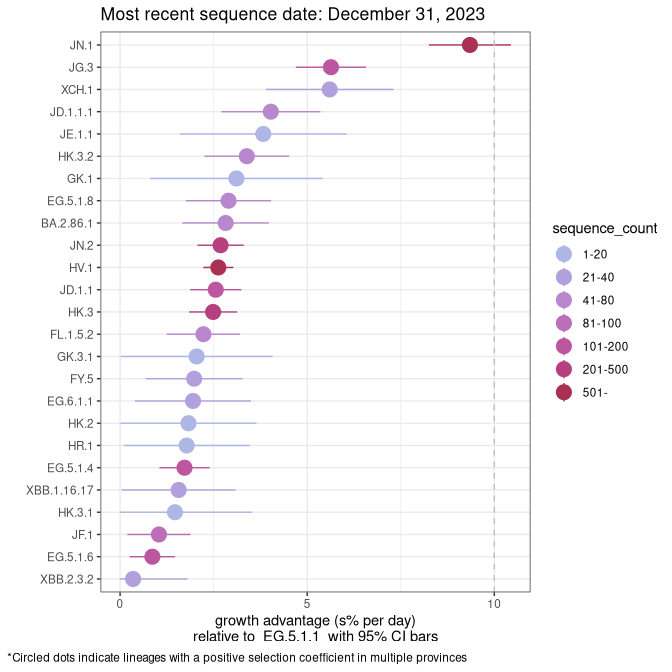 Most recent sequence date: December 31, 2023
JN.1
JG.3
XCH.1
JD.1.1.1
JE.1.1
HK.3.2
GK.1
EG.5.1.8
BA.2.86.1
JN.2
HV.1
JD.1.1
HK.3
FL.1.5.2
GK.3.1
FY.5
EG.6.1.1
HK.2
HR.1
EG.5.1.4
XBB.1.16.17
HK.3.1
JF.1
EG.5.1.6
XBB.2.3.2
0 5 10
growth advantage (s% per day)
relative to EG.5.1.1 with 95% CI bars
sequence_count
1-20
21-40
41-80
81-100
101-200
201-500
501-
*Circled dots indicate lineages with a positive selection coefficient in multiple provinces